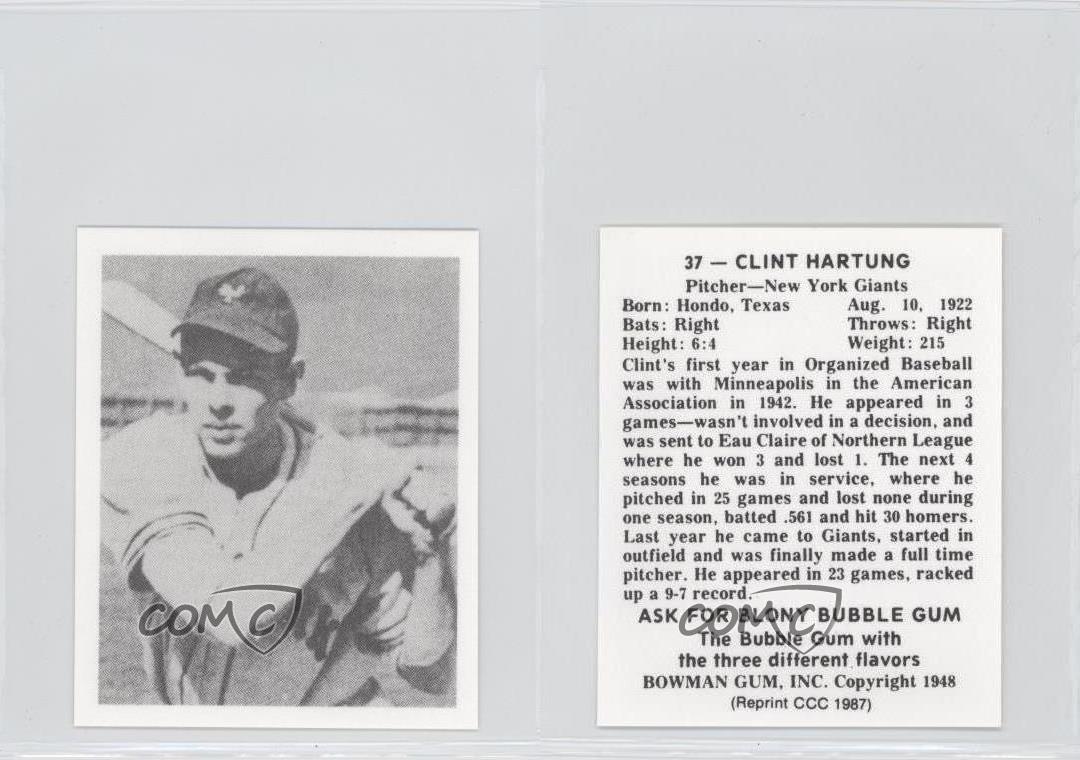 NY
COMC
37 — CLINT HARTUNG
Pitcher—New York Giants
Born: Hondo, Texas Aug. 10, 1922
Bats: Right Throws: Right
Height: 6:4 Weight: 215
Clint's first year in Organized Baseball
was with Minneapolis in the American
Association in 1942. He appeared in 3
games—wasn't involved in a decision, and
was sent to Eau Claire of Northern League
where he won 3 and lost 1. The next 4
seasons he was in service, where he
pitched in 25 games and lost none during
one season, batted .561 and hit 30 homers.
Last year he came to Giants, started in
outfield and was finally made a full time
pitcher. He appeared in 23 games, racked
up a 9-7 record.
ASK FOR BLONY BUBBLE GUM
The Bubble Gum with
the three different flavors
BOWMAN GUM, INC. Copyright 1948
(Reprint CCC 1987)
COMC